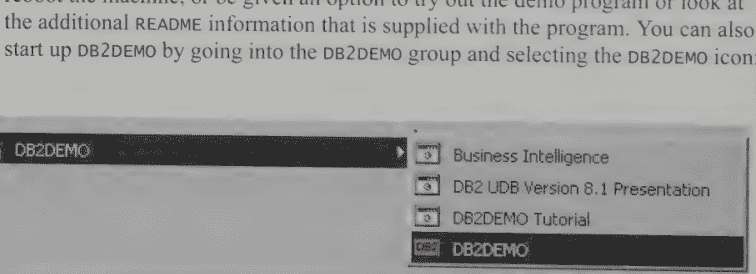 reboot the machine, or be given an option to try out the demo program or look at
the additional README information that is supplied with the program. You can also
start up DB2DEMO by going into the DB2DEMO group and selecting the DB2DEMO icon:
DB2DEMO
Business Intelligence
DB2 UDB Version 8.1 Presentation
DB2DEMO Tutorial
DB2 DB2DEMO